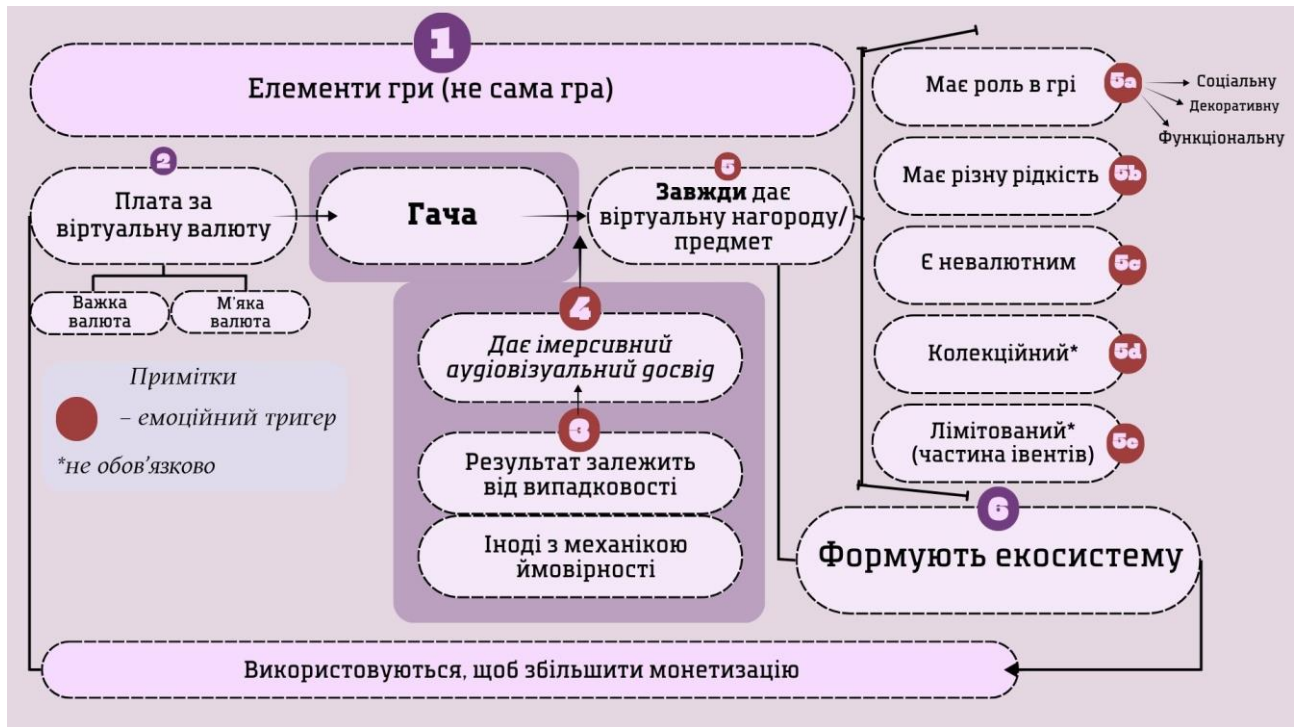 1
Елементи гри (не сама гра)
2
Плата за
віртуальну валюту
Важка
валюта
М'яка
валюта
Гача
5
Завжди дає
віртуальну нагороду/
предмет
4
Дає імерсивний
аудіовізуальний досвід
3
Результат залежить
від випадковості
Іноді з механікою
ймовірності
Примітки
– емоційний тригер
*не обов'язково
Має роль в грі
5a
Соціальну
Декоративну
Функціональну
Має різну рідкість
5b
Є невалютним
5c
Колекційний*
5d
Лімітований*
(частина івентів)
5e
6
Формують екосистему
Використовуються, щоб збільшити монетизацію